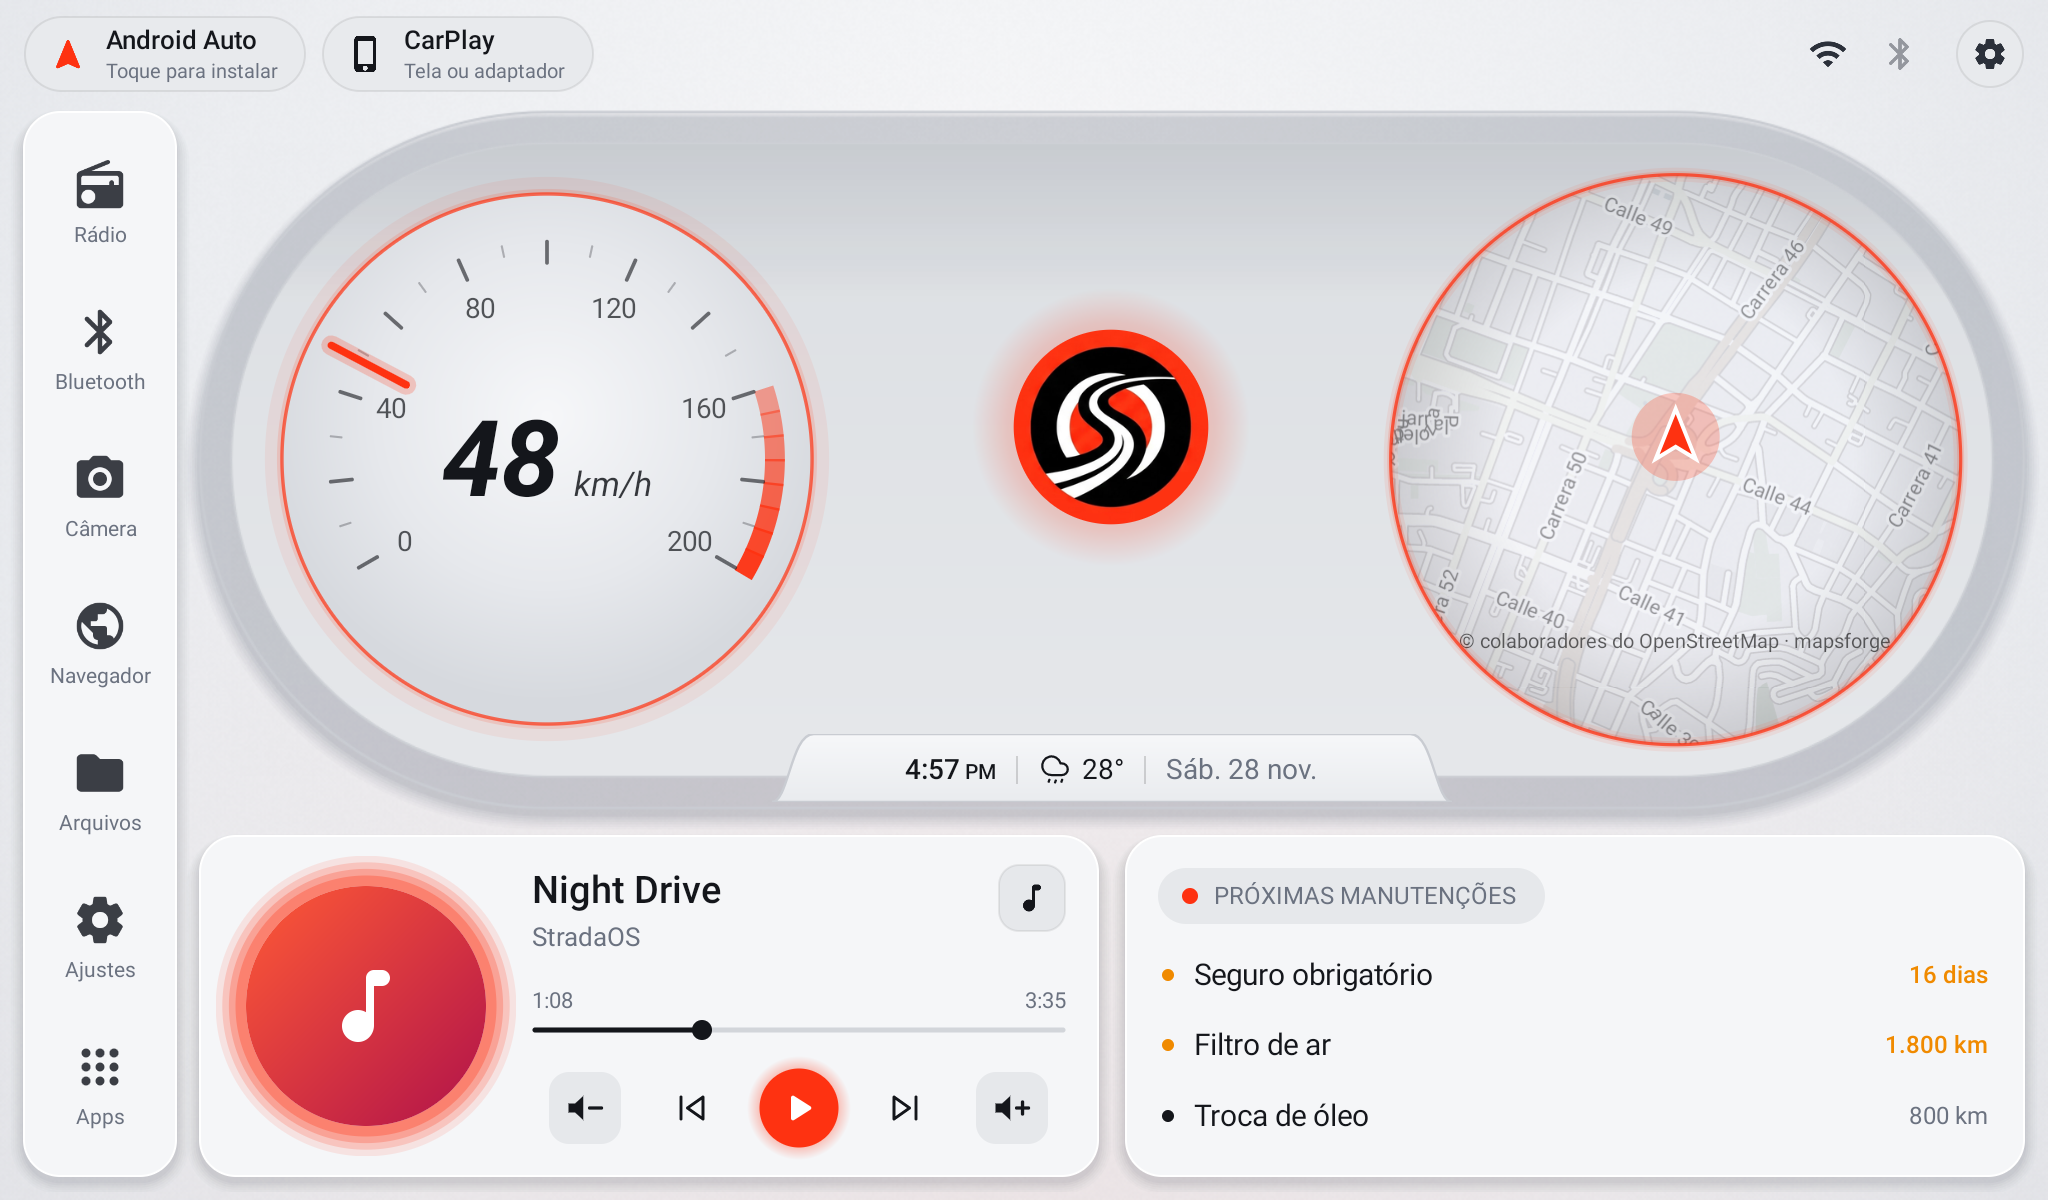 Android Auto
Toque para instalar
CarPlay
Tela ou adaptador
Rádio
Bluetooth
Câmera
Navegador
Arquivos
Ajustes
Apps
80
120
40
160
0
200
48 km/h
Calle 49
Carrera 46
Carrera 50
Calle 44
Carrera 41
Calle 40
Calle 41
© colaboradores do OpenStreetMap · mapsforge
4:57 PM
28°
Sáb. 28 nov.
Night Drive
StradaOS
1:08
3:35
PRÓXIMAS MANUTENÇÕES
Seguro obrigatório
16 dias
Filtro de ar
1.800 km
Troca de óleo
800 km